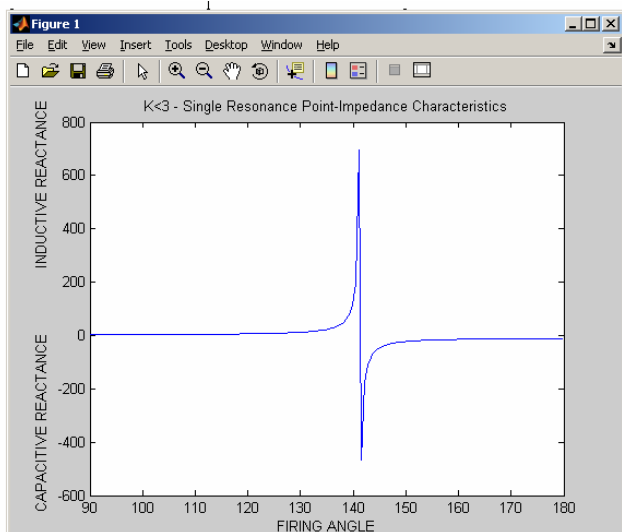 Figure 1
File Edit View Insert Tools Desktop Window Help
K<3 - Single Resonance Point-Impedance Characteristics
INDUCTIVE REACTANCE
CAPACITIVE REACTANCE
800
600
400
200
0
-200
-400
-600
90 100 110 120 130 140 150 160 170 180
FIRING ANGLE